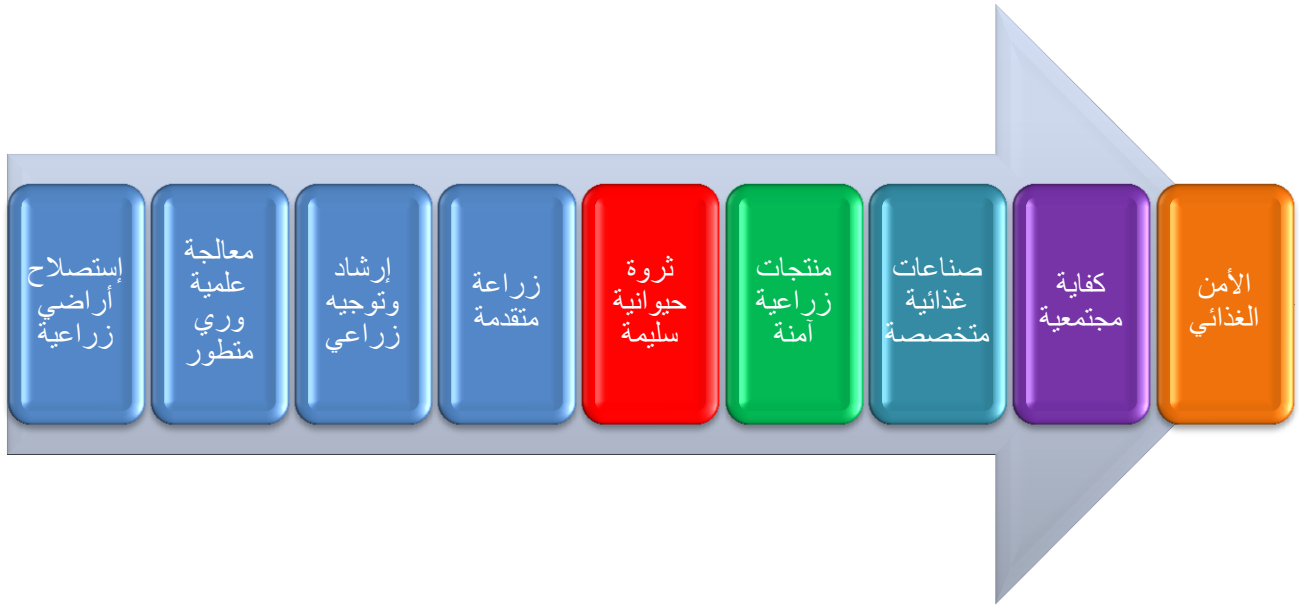 إستصلاح
أراضي
زراعية
معالجة
علمية
وري
متطور
إرشاد
وتوجيه
زراعي
زراعة
متقدمة
ثروة
حيوانية
سليمة
منتجات
زراعية
آمنة
صناعات
غذائية
متخصصة
كفاية
مجتمعية
الأمن
الغذائي